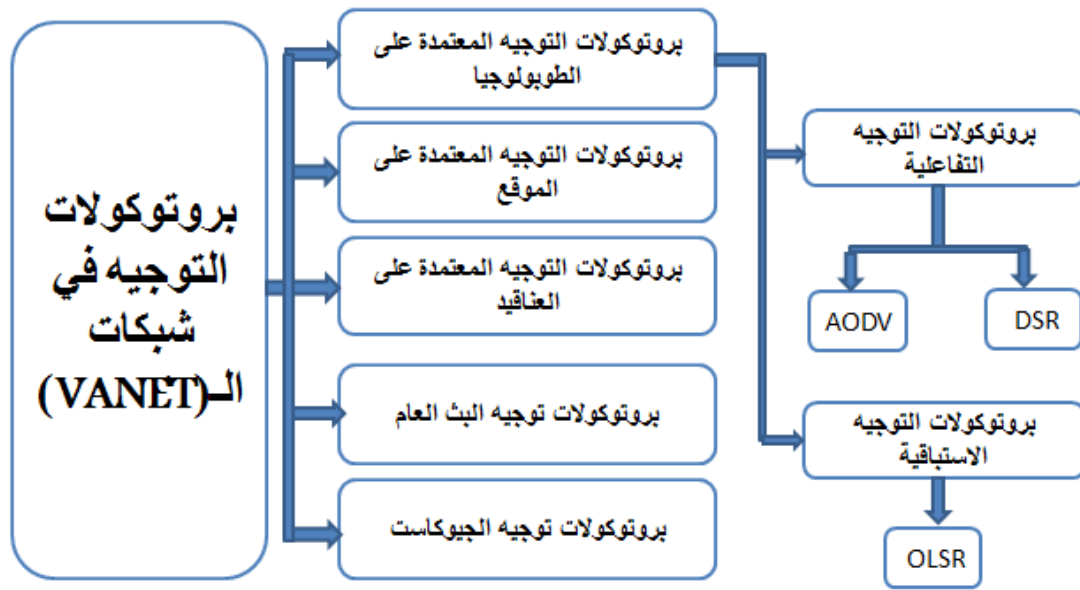 بروتوكولات
التوجيه في
شبكات
الـ(VANET)
بروتوكولات التوجيه المعتمدة على
الطوبولوجيا
بروتوكولات التوجيه المعتمدة على
الموقع
بروتوكولات التوجيه المعتمدة على
العناقيد
بروتوكولات توجيه البث العام
بروتوكولات توجيه الجيوكاست
بروتوكولات التوجيه
التفاعلية
AODV
DSR
بروتوكولات التوجيه
الاستباقية
OLSR